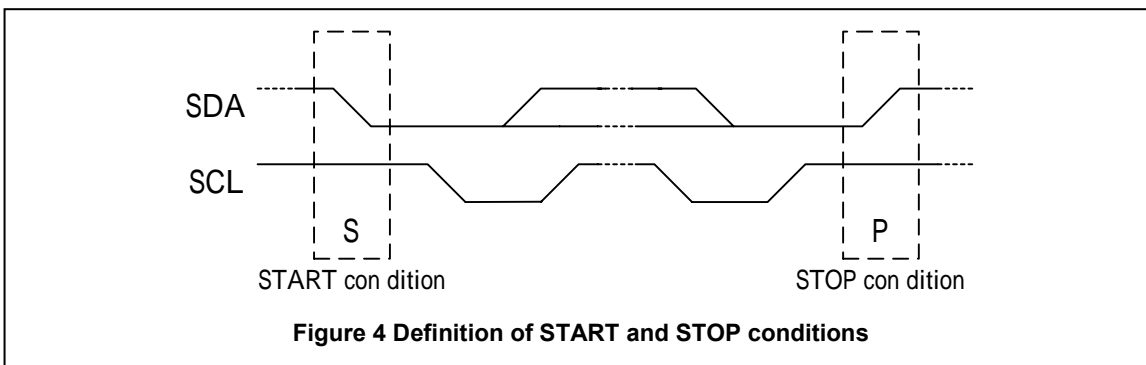 SDA
SCL
S
P
START con dition
STOP con dition
Figure 4 Definition of START and STOP conditions